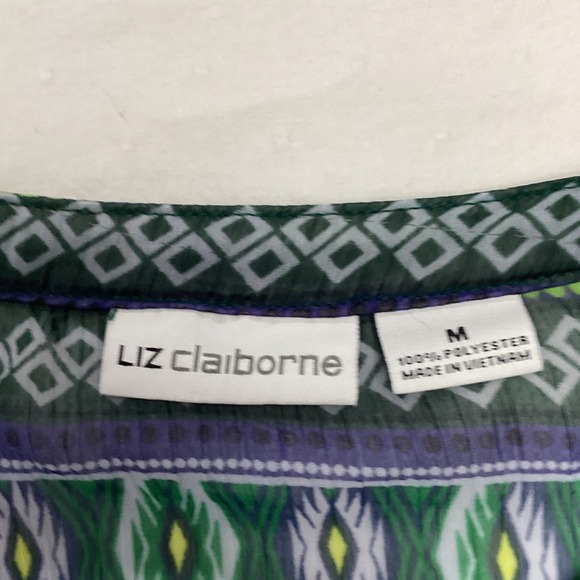 LIZ claiborne
M
100% POLYESTER
MADE IN VIETNAM